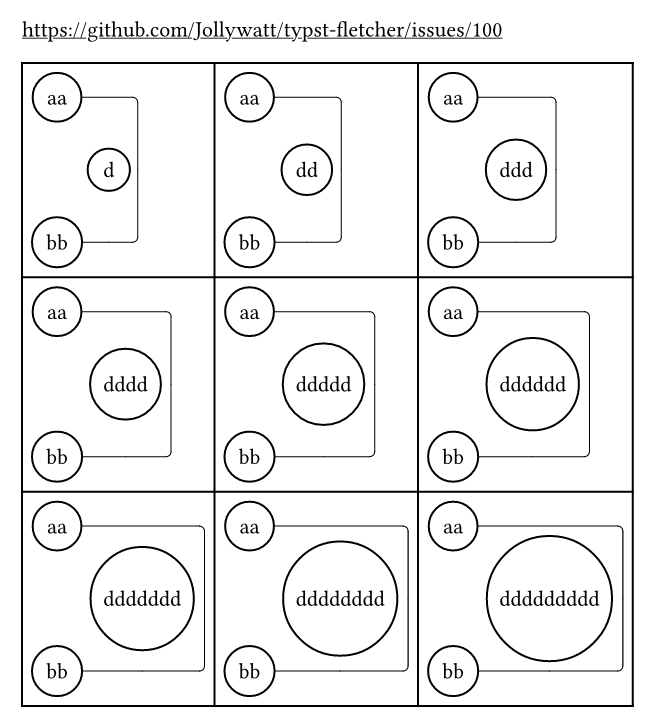 https://github.com/Jollywatt/typst-fletcher/issues/100
aa aa aa
d dd ddd
bb bb bb
aa aa aa
dddd ddddd dddddd
bb bb bb
aa aa aa
ddddddd dddddddd ddddddddd
bb bb bb